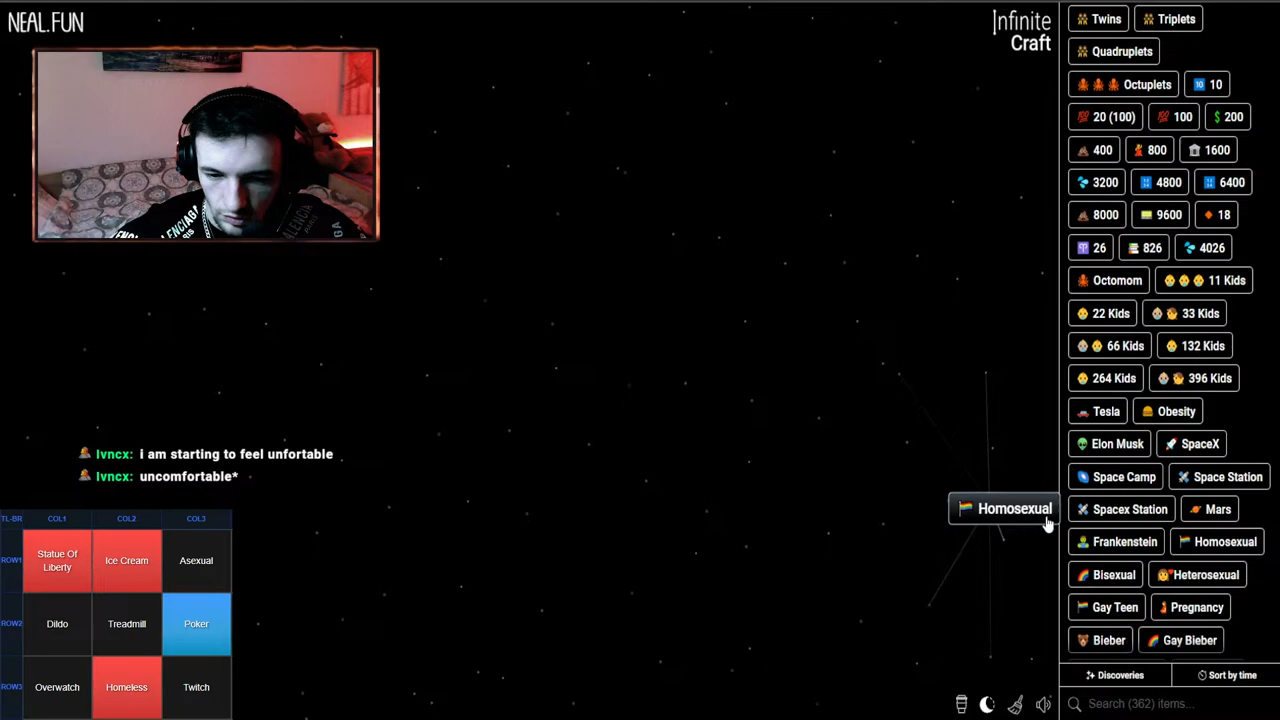 NEAL.FUN
Infinite
Craft
Twins Triplets
Quadruplets
Octuplets 10
20 (100) 100 200
400 800 1600
3200 4800 6400
8000 9600 18
26 826 4026
Octomom 11 Kids
22 Kids 33 Kids
66 Kids 132 Kids
264 Kids 396 Kids
Tesla Obesity
Elon Musk SpaceX
Space Camp Space Station
Spacex Station Mars
Homosexual
Frankenstein Homosexual
Bisexual Heterosexual
Gay Teen Pregnancy
Bieber Gay Bieber
Discoveries Sort by time
Search (362) items...
lvncx: i am starting to feel unfortable
lvncx: uncomfortable*
TL-BR COL1 COL2 COL3
ROW1 Statue Of Liberty Ice Cream Asexual
ROW2 Dildo Treadmill Poker
ROW3 Overwatch Homeless Twitch